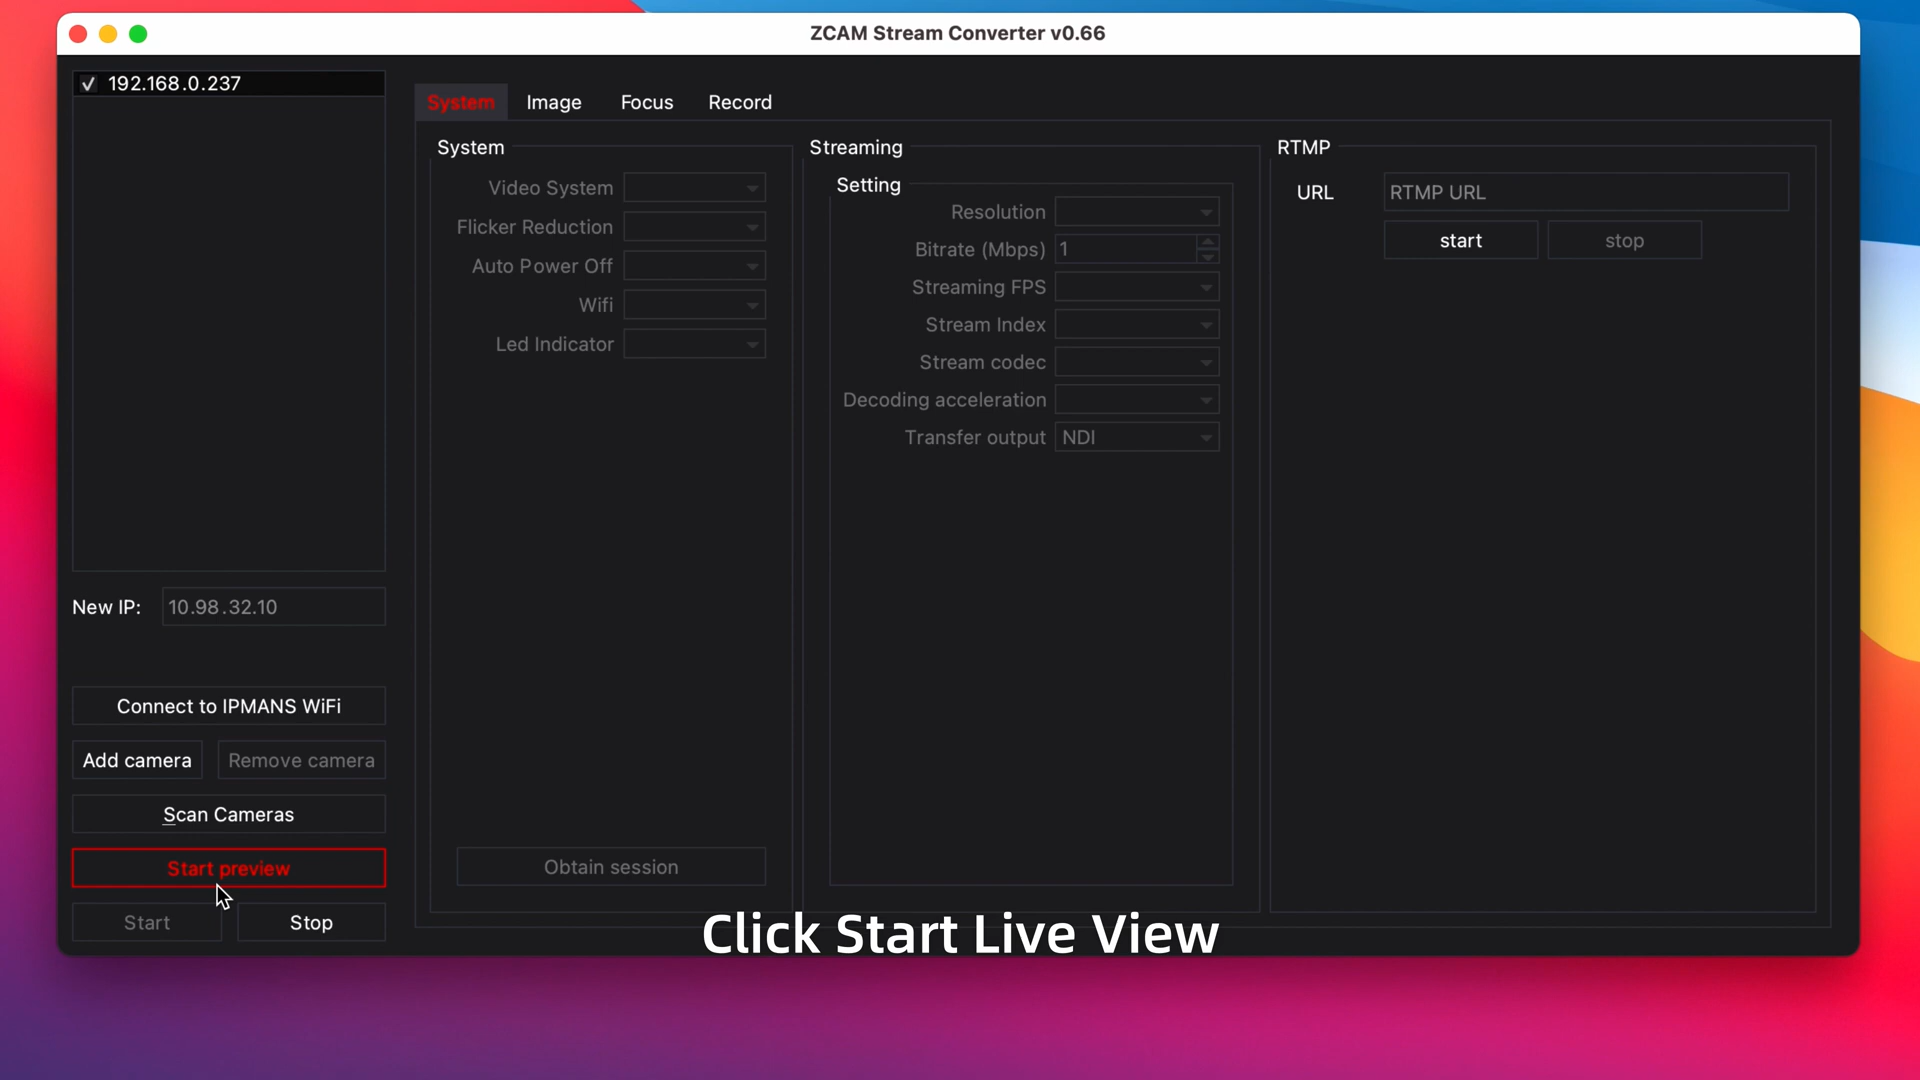 ZCAM Stream Converter v0.66
192.168.0.237
System Image Focus Record
System
Video System
Flicker Reduction
Auto Power Off
Wifi
Led Indicator
Obtain session
Streaming
Setting
Resolution
Bitrate (Mbps) 1
Streaming FPS
Stream Index
Stream codec
Decoding acceleration
Transfer output NDI
RTMP
URL RTMP URL
start stop
New IP: 10.98.32.10
Connect to IPMANS WiFi
Add camera Remove camera
Scan Cameras
Start preview
Start Stop
Click Start Live View